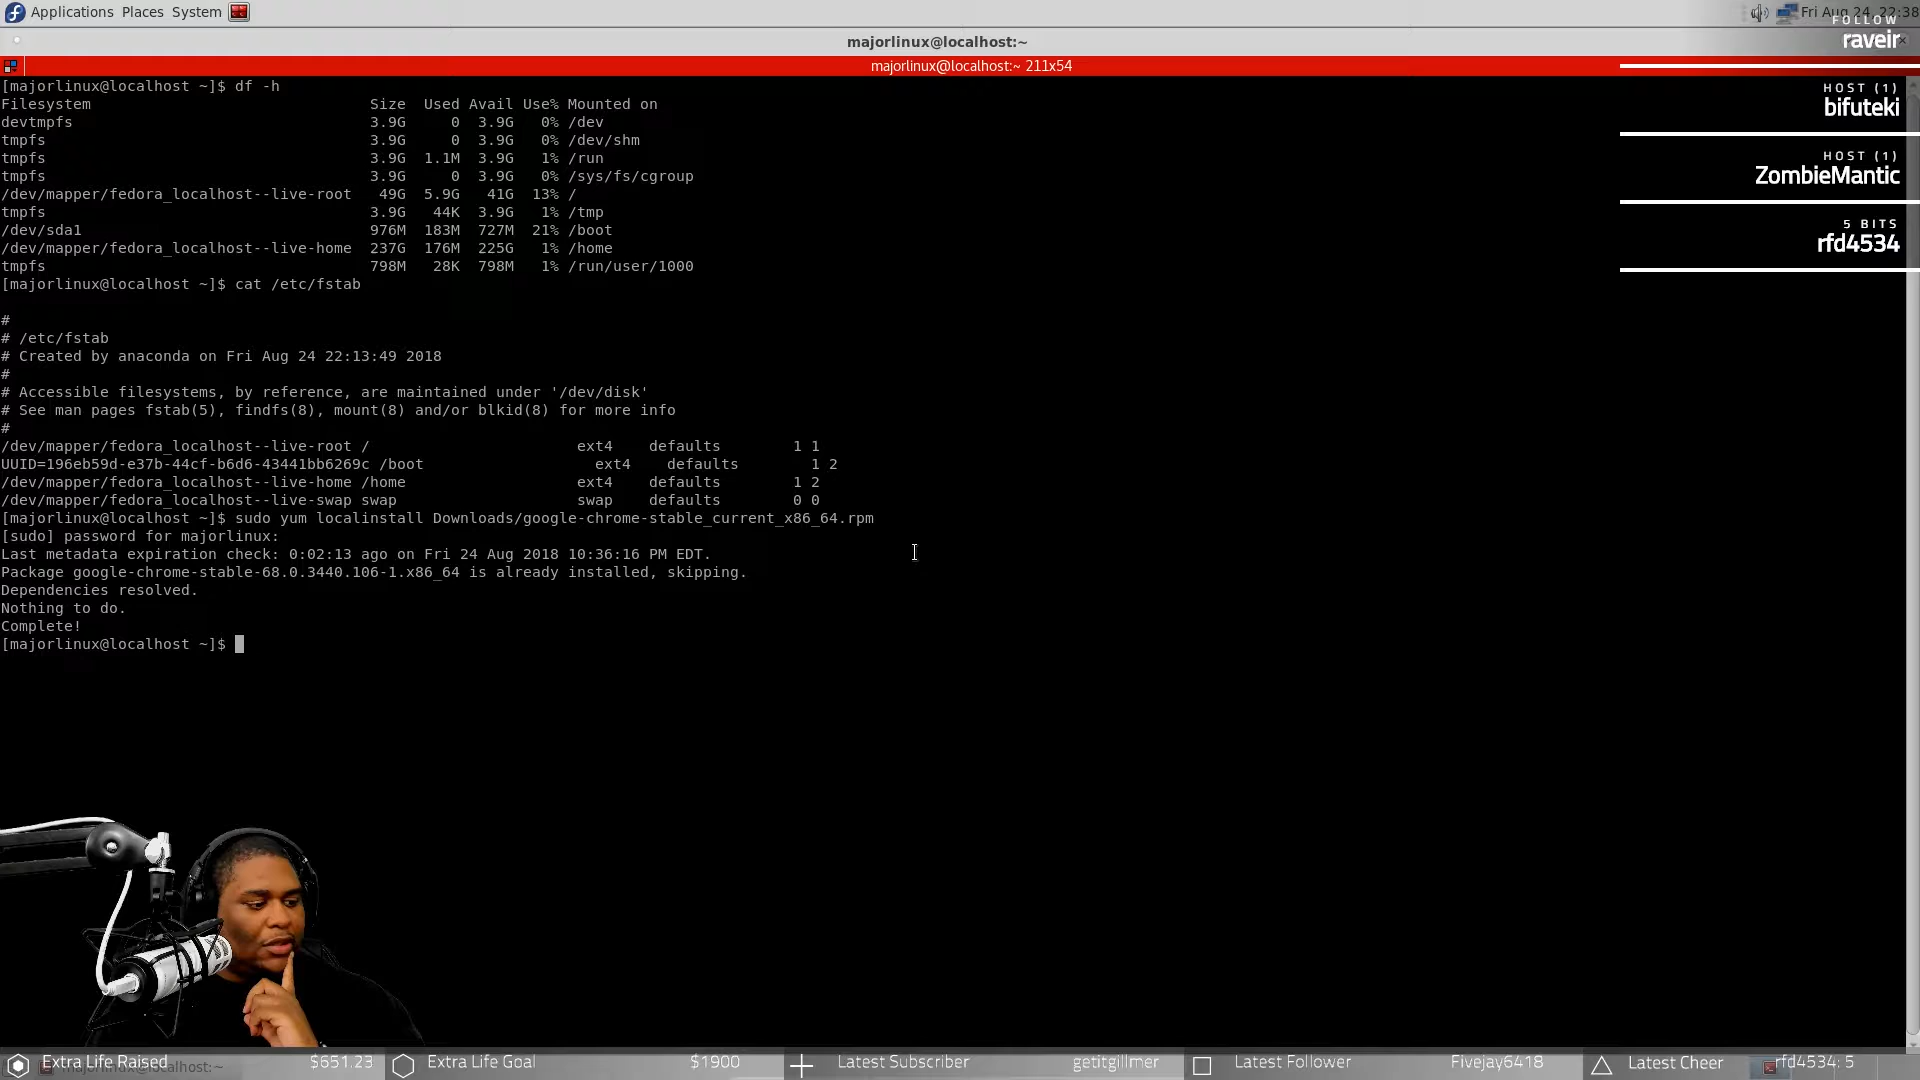 Applications Places System
Fri Aug 24, 22:38
majorlinux@localhost:~
majorlinux@localhost:~ 211x54
[majorlinux@localhost ~]$ df -h
Filesystem Size Used Avail Use% Mounted on
devtmpfs 3.9G 0 3.9G 0% /dev
tmpfs 3.9G 0 3.9G 0% /dev/shm
tmpfs 3.9G 1.1M 3.9G 1% /run
tmpfs 3.9G 0 3.9G 0% /sys/fs/cgroup
/dev/mapper/fedora_localhost--live-root 49G 5.9G 41G 13% /
tmpfs 3.9G 44K 3.9G 1% /tmp
/dev/sda1 976M 183M 727M 21% /boot
/dev/mapper/fedora_localhost--live-home 237G 176M 225G 1% /home
tmpfs 798M 28K 798M 1% /run/user/1000
[majorlinux@localhost ~]$ cat /etc/fstab
#
# /etc/fstab
# Created by anaconda on Fri Aug 24 22:13:49 2018
#
# Accessible filesystems, by reference, are maintained under '/dev/disk'
# See man pages fstab(5), findfs(8), mount(8) and/or blkid(8) for more info
#
/dev/mapper/fedora_localhost--live-root / ext4 defaults 1 1
UUID=196eb59d-e37b-44cf-b6d6-43441bb6269c /boot ext4 defaults 1 2
/dev/mapper/fedora_localhost--live-home /home ext4 defaults 1 2
/dev/mapper/fedora_localhost--live-swap swap swap defaults 0 0
[majorlinux@localhost ~]$ sudo yum localinstall Downloads/google-chrome-stable_current_x86_64.rpm
[sudo] password for majorlinux:
Last metadata expiration check: 0:02:13 ago on Fri 24 Aug 2018 10:36:16 PM EDT.
Package google-chrome-stable-68.0.3440.106-1.x86_64 is already installed, skipping.
Dependencies resolved.
Nothing to do.
Complete!
[majorlinux@localhost ~]$
FOLLOW
raveir
HOST (1)
bifuteki
HOST (1)
ZombieMantic
5 BITS
rfd4534
Extra Life Raised $651.23 Extra Life Goal $1900 Latest Subscriber getitgillmer Latest Follower Fivejay6418 Latest Cheer rfd4534: 5
majorlinux@localhost:~